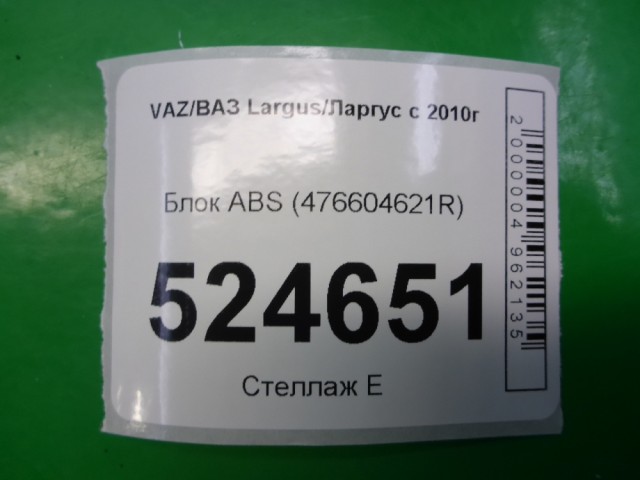 VAZ/ВАЗ Largus/Ларгус с 2010г
Блок ABS (476604621R)
524651
Стеллаж Е
2000004962135